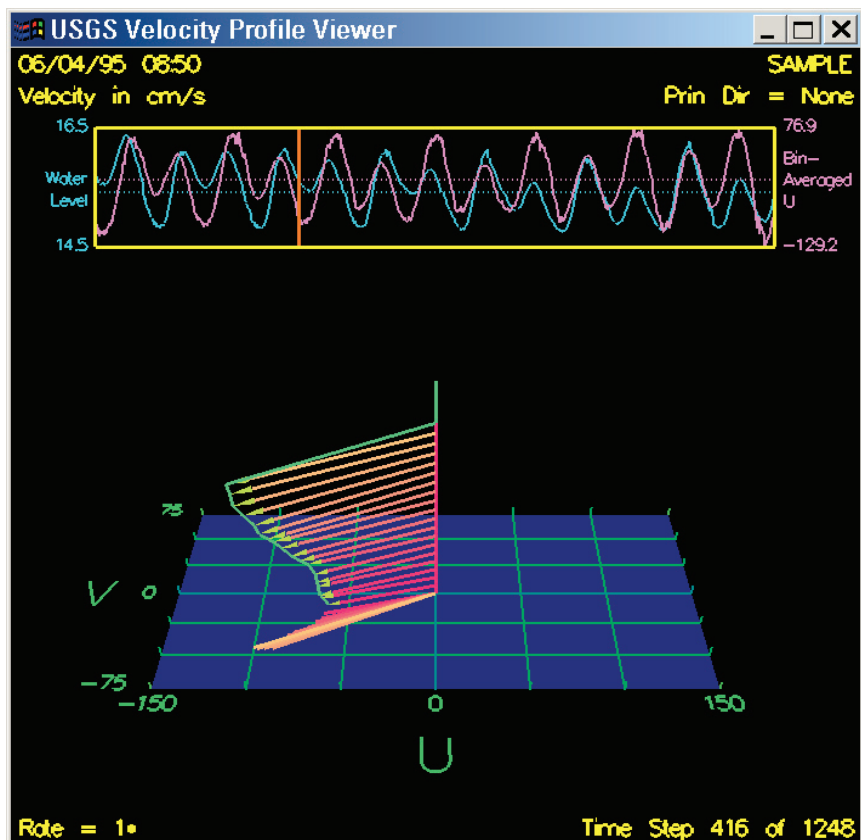 USGS Velocity Profile Viewer
06/04/95 08:50
SAMPLE
Velocity in cm/s
Prin Dir = None
16.5
76.9
Water
Level
Bin-
Averaged
U
14.5
-129.2
75
V
0
-75
-150
0
150
U
Rate = 1*
Time Step 416 of 1248